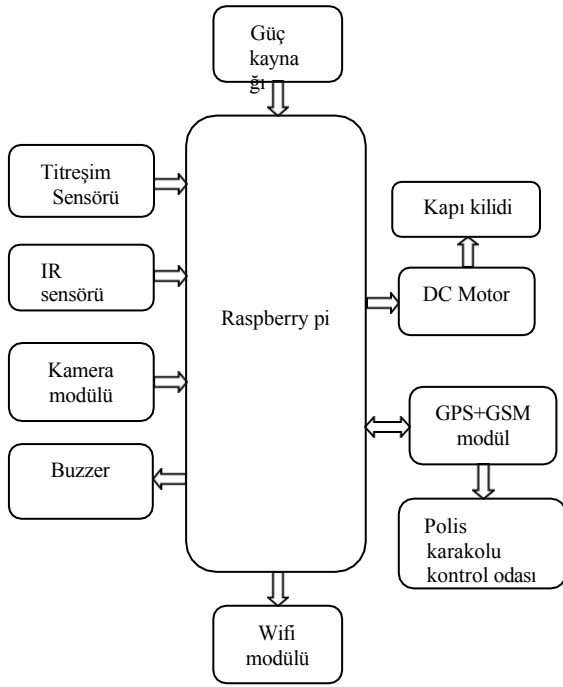 Güç
kayna
ğı
Titreşim
Sensörü
IR
sensörü
Kamera
modülü
Buzzer
Raspberry pi
Kapı kilidi
DC Motor
GPS+GSM
modül
Polis
karakolu
kontrol odası
Wifi
modülü